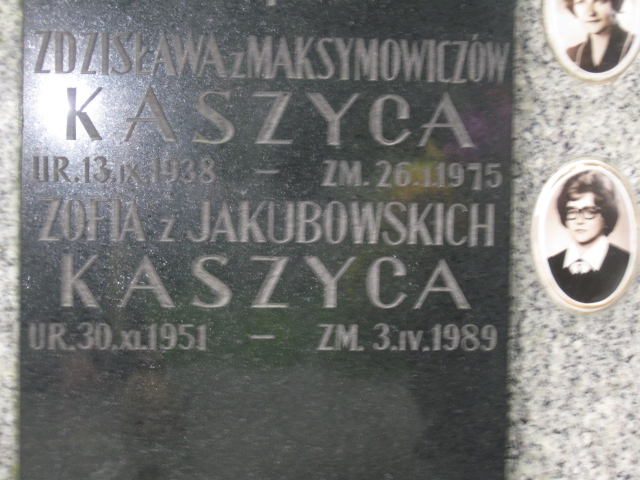 ZDZISŁAWA z MAKSYMOWICZÓW
KASZYCA
UR. 13.IX.1938 — ZM. 26.I.1975
ZOFIA z JAKUBOWSKICH
KASZYCA
UR. 30.XI.1951 — ZM. 3.IV.1989